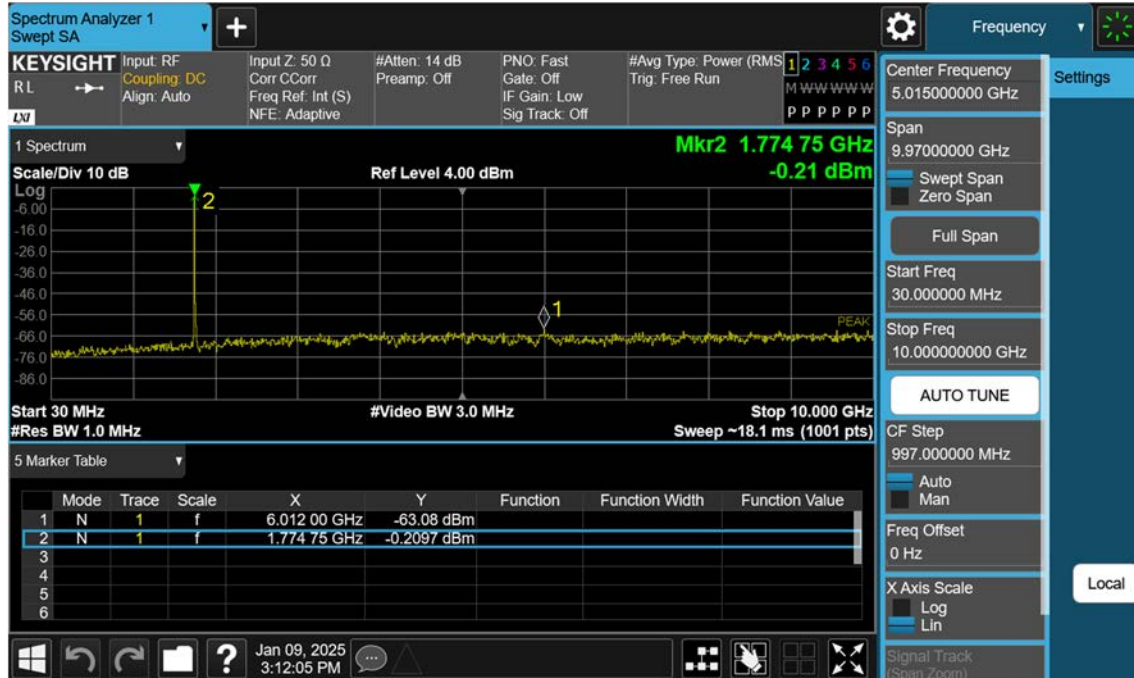 Spectrum Analyzer 1
Swept SA
Frequency
KEYSIGHT
R L
LXI
Input: RF
Coupling: DC
Align: Auto
Input Z: 50 Ω
Corr CCorr
Freq Ref: Int (S)
NFE: Adaptive
#Atten: 14 dB
Preamp: Off
PNO: Fast
Gate: Off
IF Gain: Low
Sig Track: Off
#Avg Type: Power (RMS
Trig: Free Run
1 2 3 4 5 6
M W W W W W
P P P P P P
1 Spectrum
Mkr2 1.774 75 GHz
Scale/Div 10 dB
Ref Level 4.00 dBm
-0.21 dBm
Log
-6.00
-16.0
-26.0
-36.0
-46.0
-56.0
-66.0
-76.0
-86.0
2
1
PEAK
Start 30 MHz
#Video BW 3.0 MHz
Stop 10.000 GHz
#Res BW 1.0 MHz
Sweep ~18.1 ms (1001 pts)
5 Marker Table
Mode Trace Scale X Y Function Function Width Function Value
1 N 1 f 6.012 00 GHz -63.08 dBm
2 N 1 f 1.774 75 GHz -0.2097 dBm
3
4
5
6
?
Jan 09, 2025
3:12:05 PM
Center Frequency
5.015000000 GHz
Span
9.97000000 GHz
Swept Span
Zero Span
Full Span
Start Freq
30.000000 MHz
Stop Freq
10.000000000 GHz
AUTO TUNE
CF Step
997.000000 MHz
Auto
Man
Freq Offset
0 Hz
X Axis Scale
Log
Lin
Signal Track
(Span Zoom)
Settings
Local